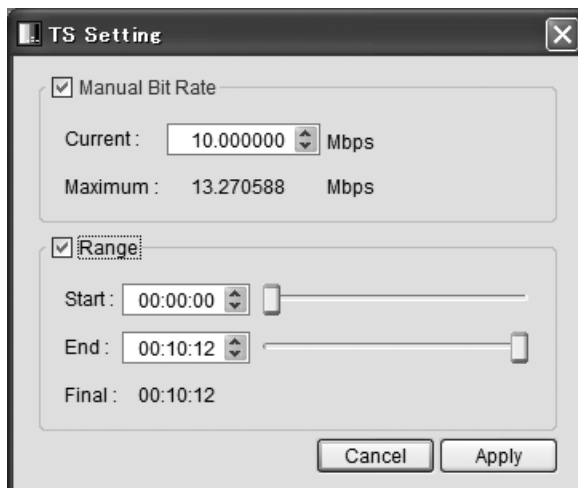 TS Setting
Manual Bit Rate
Current : 10.000000 Mbps
Maximum : 13.270588 Mbps
Range
Start : 00:00:00
End : 00:10:12
Final : 00:10:12
Cancel Apply